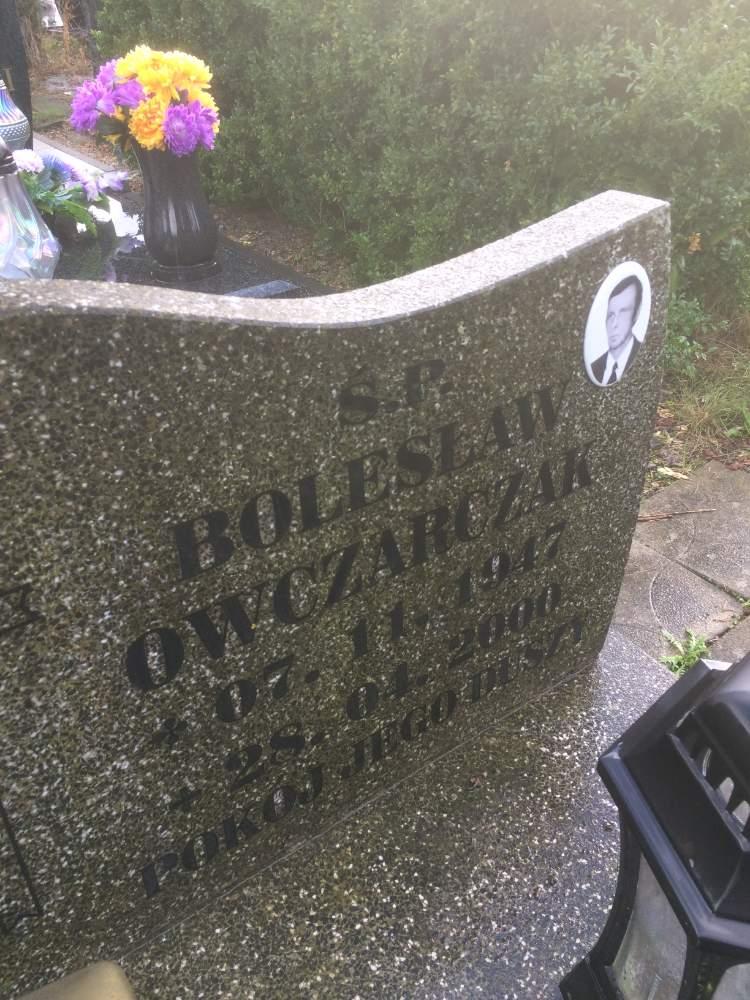 Ś.P.
BOLESŁAW
OWCZARCZAK
* 07. 11. 1947
+ 28. 04. 2000
POKÓJ JEGO DUSZY